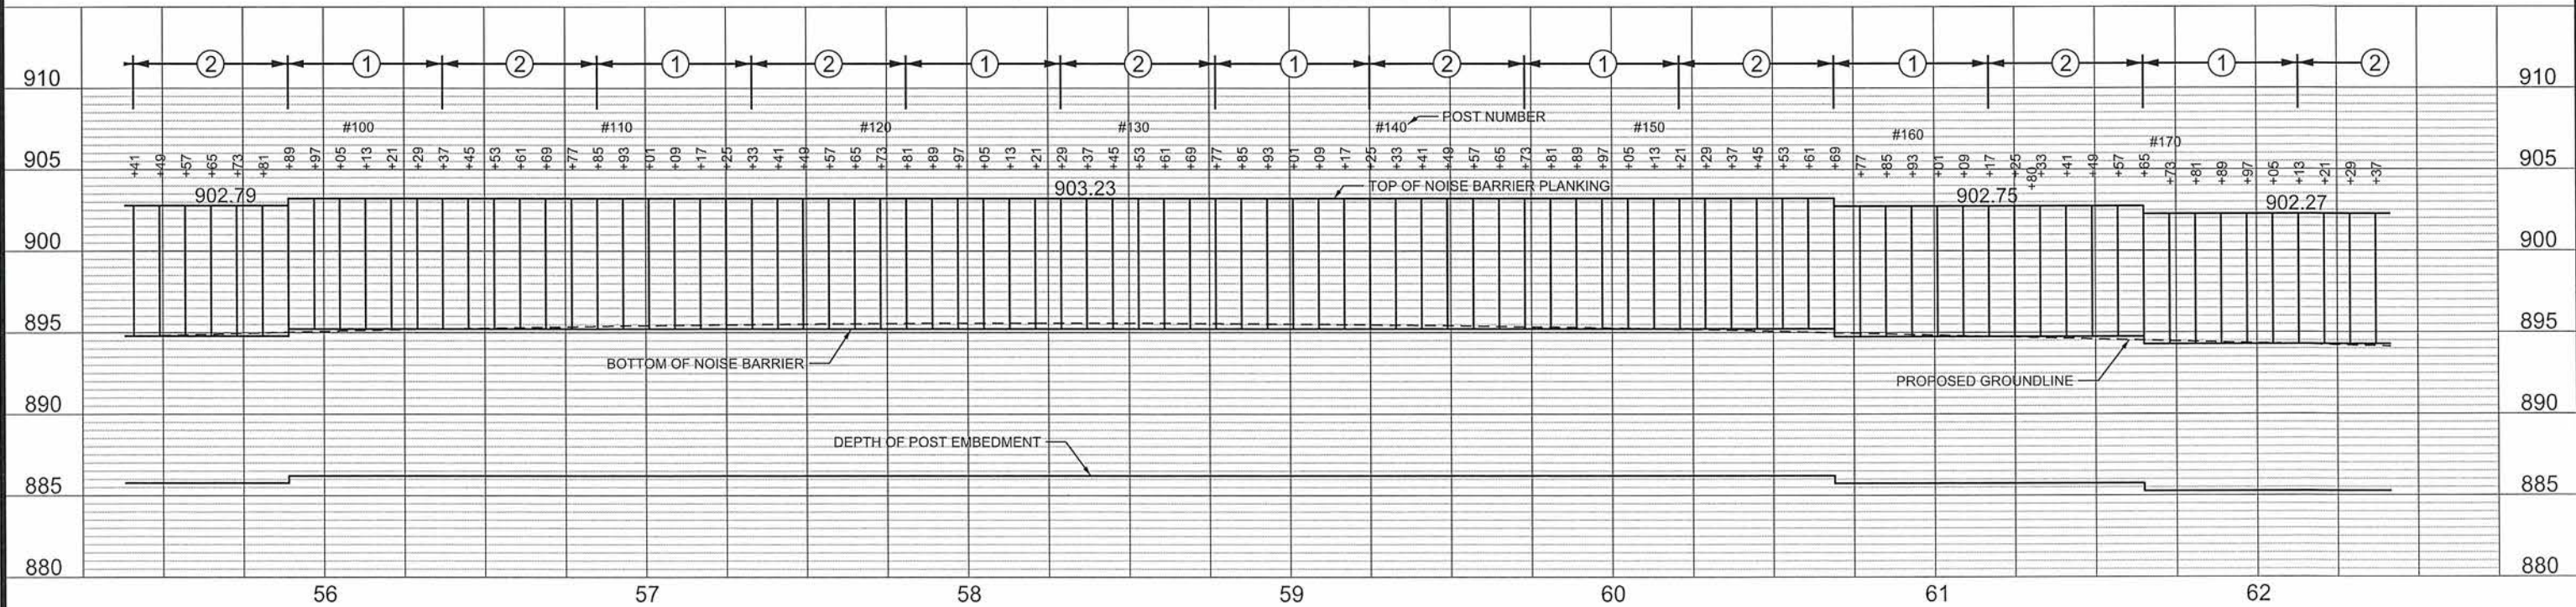 2 1 2 1 2 1 2 1 2 1 2 1 2 1 2
910 910
#100 #110 #120 #130 #140 POST NUMBER #150 #160 #170
905 +41 +49 +57 +65 +73 +81 +89 +97 +05 +13 +21 +29 +37 +45 +53 +61 +69 +77 +85 +93 +01 +09 +17 +25 +33 +41 +49 +57 +65 +73 +81 +89 +97 +05 +13 +21 +29 +37 +45 +53 +61 +69 +77 +85 +93 +01 +09 +17 +25 +33 +41 +49 +57 +65 +73 +81 +89 +97 +05 +13 +21 +29 +37 +45 +53 +61 +69 +77 +85 +93 +01 +09 +17 +25 +80 +33 +41 +49 +57 +65 +73 +81 +89 +97 +05 +13 +21 +29 +37 905
902.79 903.23 TOP OF NOISE BARRIER PLANKING 902.75 902.27
900 900
895 895
BOTTOM OF NOISE BARRIER
PROPOSED GROUNDLINE
890 890
DEPTH OF POST EMBEDMENT
885 885
880 880
56 57 58 59 60 61 62